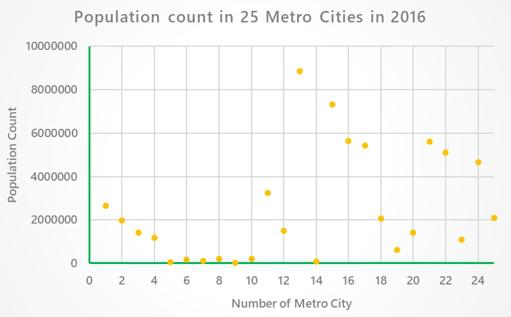 Population count in 25 Metro Cities in 2016
Population Count
10000000
8000000
6000000
4000000
2000000
0
0 2 4 6 8 10 12 14 16 18 20 22 24
Number of Metro City